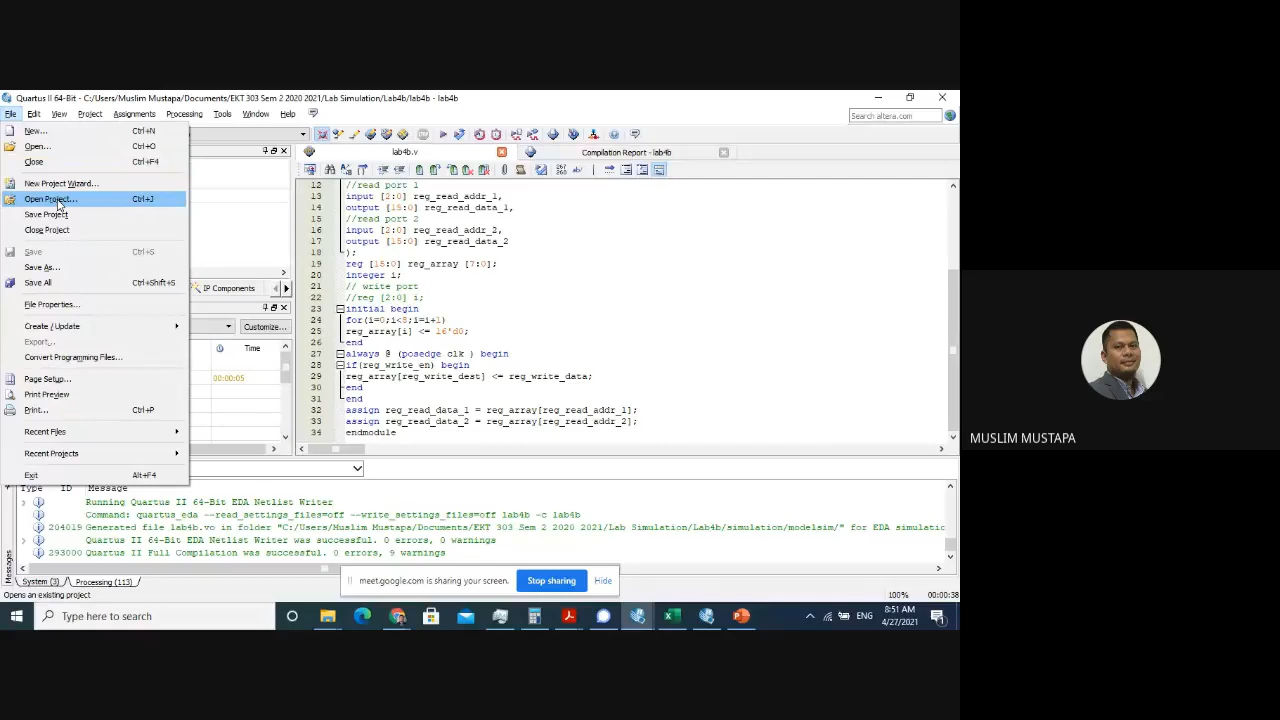 Quartus II 64-Bit - C:/Users/Muslim Mustapa/Documents/EKT 303 Sem 2 2020 2021/Lab Simulation/Lab4b/lab4b - lab4b
File Edit View Project Assignments Processing Tools Window Help
Search altera.com
New... Ctrl+N
Open... Ctrl+O
Close Ctrl+F4
New Project Wizard...
Open Project... Ctrl+J
Save Project
Close Project
Save Ctrl+S
Save As...
Save All Ctrl+Shift+S
File Properties...
Create / Update
Export...
Convert Programming Files...
Page Setup...
Print Preview
Print... Ctrl+P
Recent Files
Recent Projects
Exit Alt+F4
IP Components
Customize...
Time
00:00:05
lab4b.v
Compilation Report - lab4b
12 //read port 1
13 input [2:0] reg_read_addr_1,
14 output [15:0] reg_read_data_1,
15 //read port 2
16 input [2:0] reg_read_addr_2,
17 output [15:0] reg_read_data_2
18 );
19 reg [15:0] reg_array [7:0];
20 integer i;
21 // write port
22 //reg [2:0] i;
23 initial begin
24 for(i=0;i<8;i=i+1)
25 reg_array[i] <= 16'd0;
26 end
27 always @ (posedge clk ) begin
28 if(reg_write_en) begin
29 reg_array[reg_write_dest] <= reg_write_data;
30 end
31 end
32 assign reg_read_data_1 = reg_array[reg_read_addr_1];
33 assign reg_read_data_2 = reg_array[reg_read_addr_2];
34 endmodule
Type ID Message
Running Quartus II 64-Bit EDA Netlist Writer
Command: quartus_eda --read_settings_files=off --write_settings_files=off lab4b -c lab4b
204019 Generated file lab4b.vo in folder "C:/Users/Muslim Mustapa/Documents/EKT 303 Sem 2 2020 2021/Lab Simulation/Lab4b/simulation/modelsim/" for EDA simulatic
Quartus II 64-Bit EDA Netlist Writer was successful. 0 errors, 0 warnings
293000 Quartus II Full Compilation was successful. 0 errors, 9 warnings
Messages
System (3) Processing (113)
meet.google.com is sharing your screen. Stop sharing Hide
Opens an existing project
100% 00:00:38
Type here to search
ENG
8:51 AM
4/27/2021
1
MUSLIM MUSTAPA